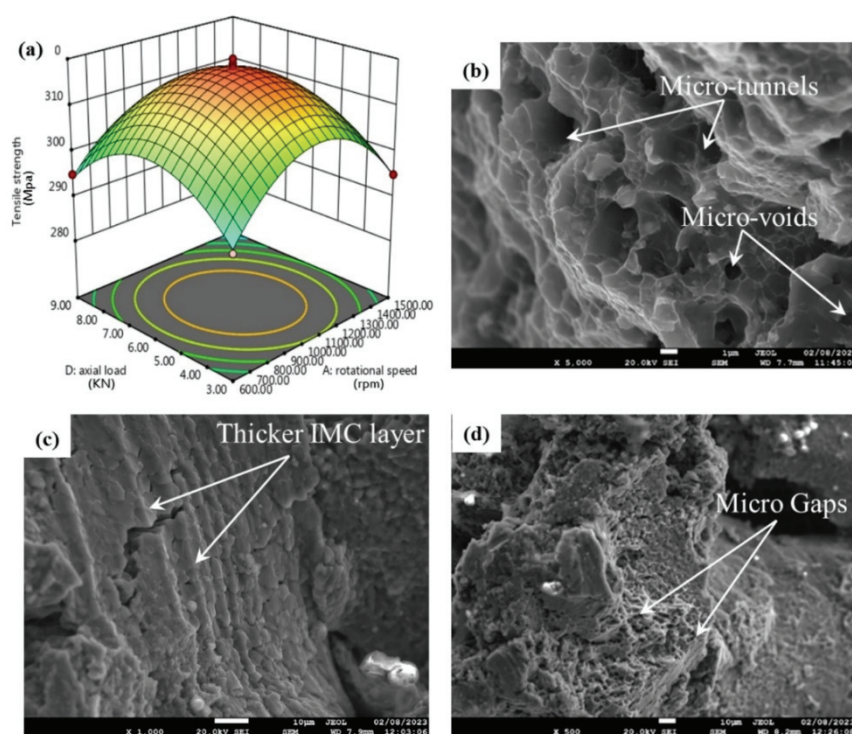 (a)
0
310
300
290
280
Tensile strength
(Mpa)
9.00
8.00
7.00
6.00
5.00
4.00
3.00
D: axial load
(KN)
1500.00
1400.00
1300.00
1200.00
1100.00
1000.00
900.00
800.00
700.00
600.00
A: rotational speed
(rpm)
(b)
Micro-tunnels
Micro-voids
X 5,000 20.0kV SEI 1μm JEOL 02/08/202
SEM WD 7.7mm 11:45:0
(c)
Thicker IMC layer
X 1,000 20.0kV SEI 10μm JEOL 02/08/2023
SEM WD 7.9mm 12:03:06
(d)
Micro Gaps
X 500 20.0kV SEI 10μm JEOL 02/08/2023
SEM WD 8.2mm 12:26:08